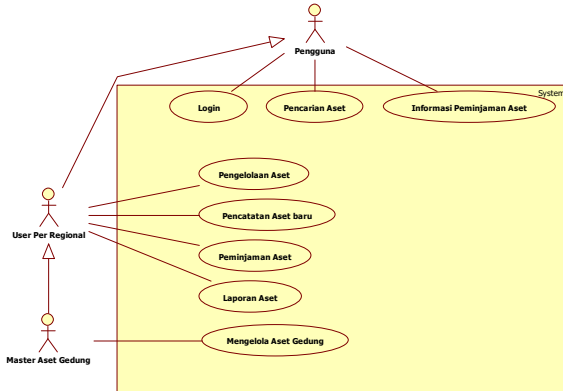 Pengguna
System
Login
Pencarian Aset
Informasi Peminjaman Aset
Pengelolaan Aset
Pencatatan Aset baru
User Per Regional
Peminjaman Aset
Laporan Aset
Mengelola Aset Gedung
Master Aset Gedung